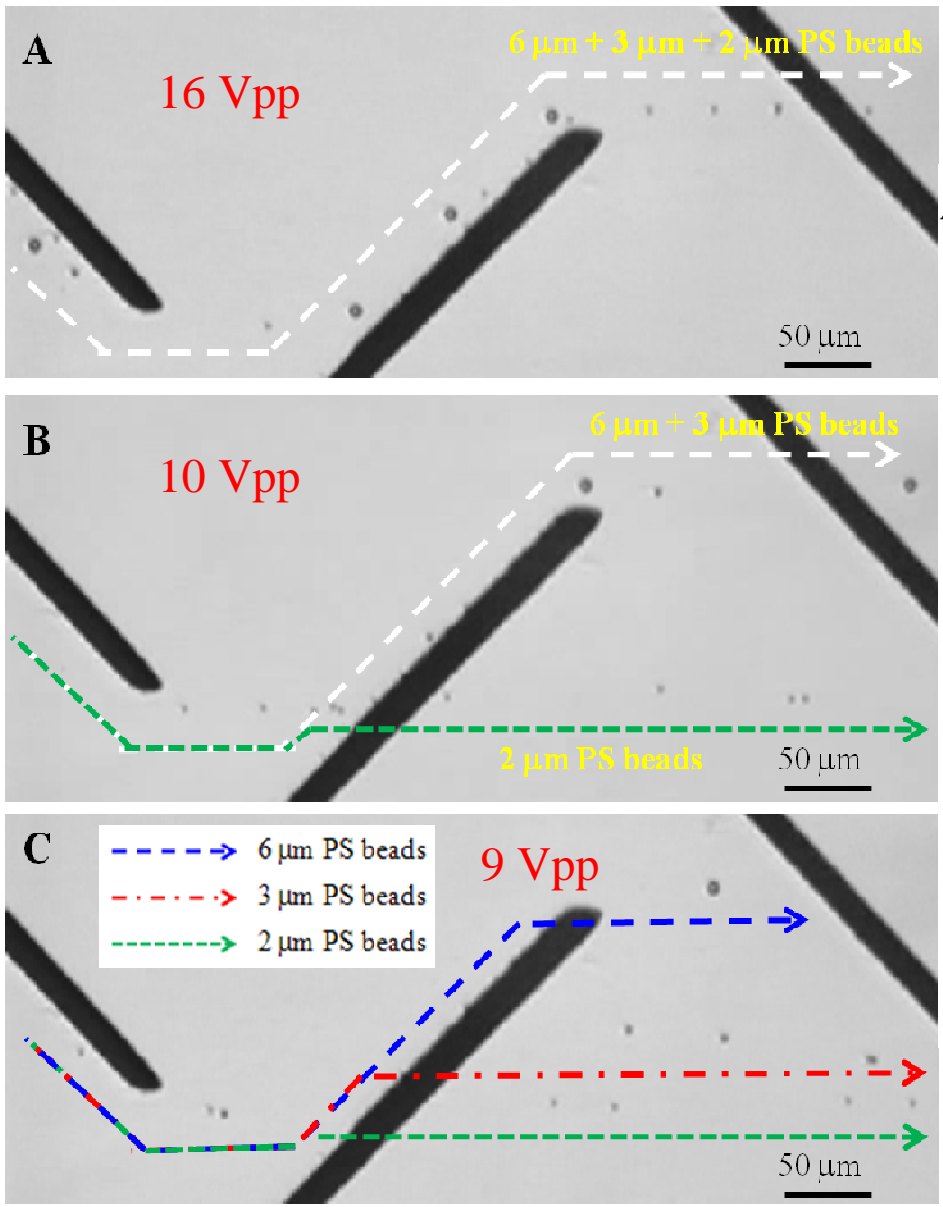 A
6 µm + 3 µm + 2 µm PS beads
16 Vpp
50 µm
B
6 µm + 3 µm PS beads
10 Vpp
2 µm PS beads
50 µm
C
6 µm PS beads
3 µm PS beads
2 µm PS beads
9 Vpp
50 µm